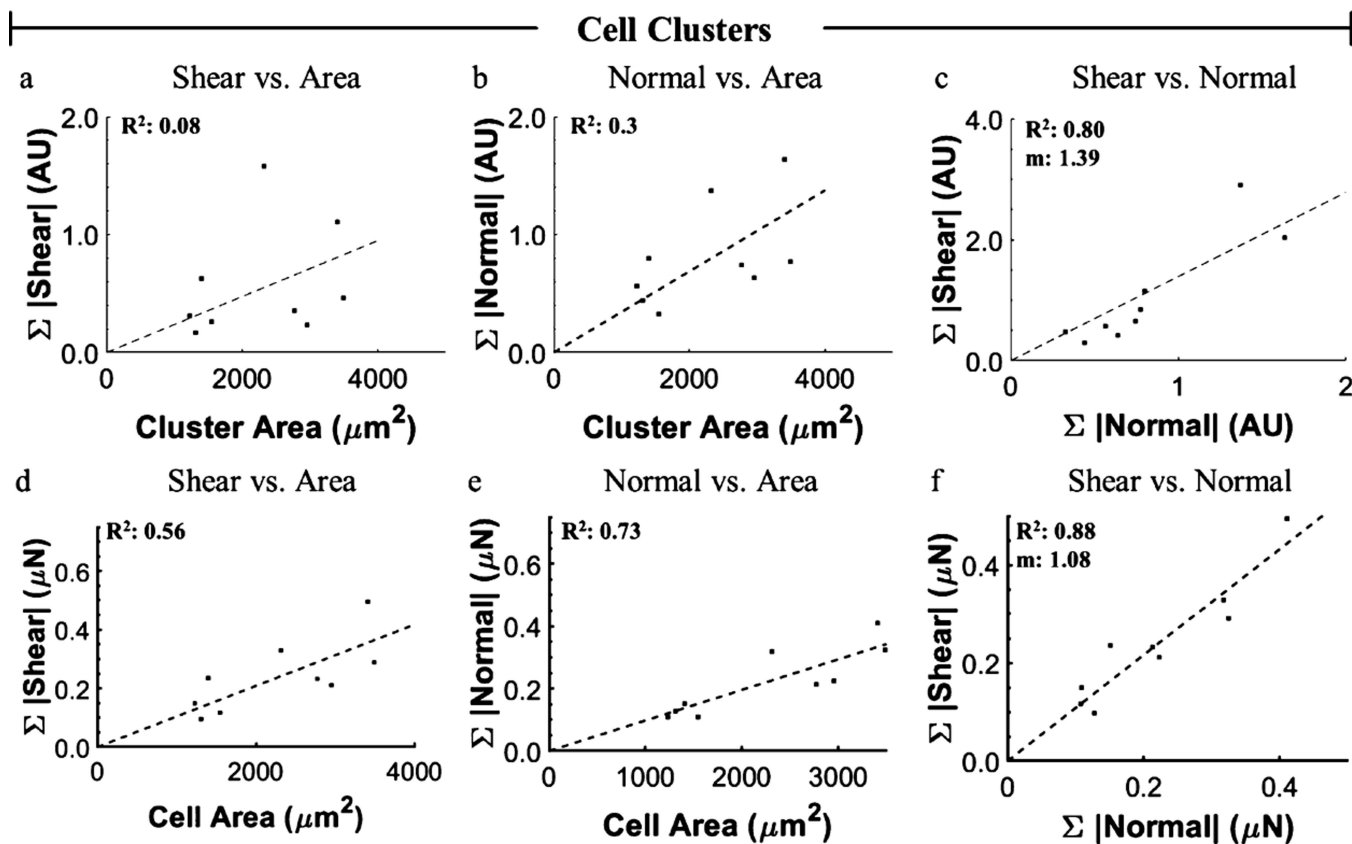 Cell Clusters
a Shear vs. Area
R²: 0.08
Σ |Shear| (AU)
2.0
1.0
0.0
0 2000 4000
Cluster Area (μm²)
b Normal vs. Area
R²: 0.3
Σ |Normal| (AU)
2.0
1.0
0.0
0 2000 4000
Cluster Area (μm²)
c Shear vs. Normal
R²: 0.80
m: 1.39
Σ |Shear| (AU)
4.0
2.0
0.0
0 1 2
Σ |Normal| (AU)
d Shear vs. Area
R²: 0.56
Σ |Shear| (μN)
0.6
0.4
0.2
0.0
0 2000 4000
Cell Area (μm²)
e Normal vs. Area
R²: 0.73
Σ |Normal| (μN)
0.6
0.4
0.2
0.0
0 1000 2000 3000
Cell Area (μm²)
f Shear vs. Normal
R²: 0.88
m: 1.08
Σ |Shear| (μN)
0.4
0.2
0.0
0 0.2 0.4
Σ |Normal| (μN)